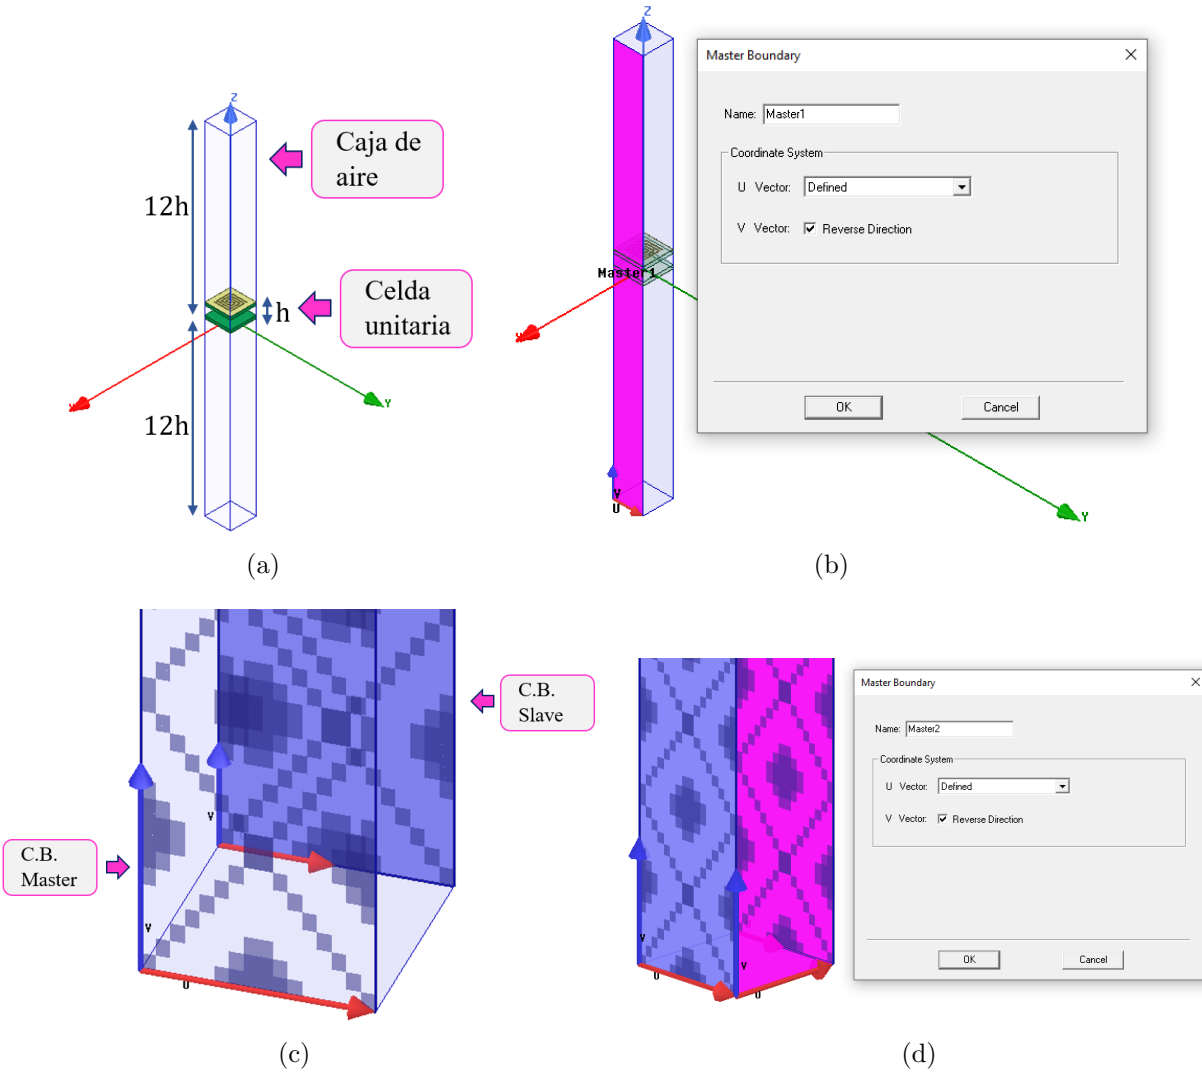 Z
Caja de
aire
12h
Celda
unitaria
h
12h
Y
(a)
Z
Master Boundary
Name: Master1
Coordinate System
U Vector: Defined
V Vector: Reverse Direction
OK
Cancel
Master1
V
U
Y
(b)
C.B.
Slave
C.B.
Master
V
V
U
(c)
Master Boundary
Name: Master2
Coordinate System
U Vector: Defined
V Vector: Reverse Direction
OK
Cancel
V
U
V
U
(d)